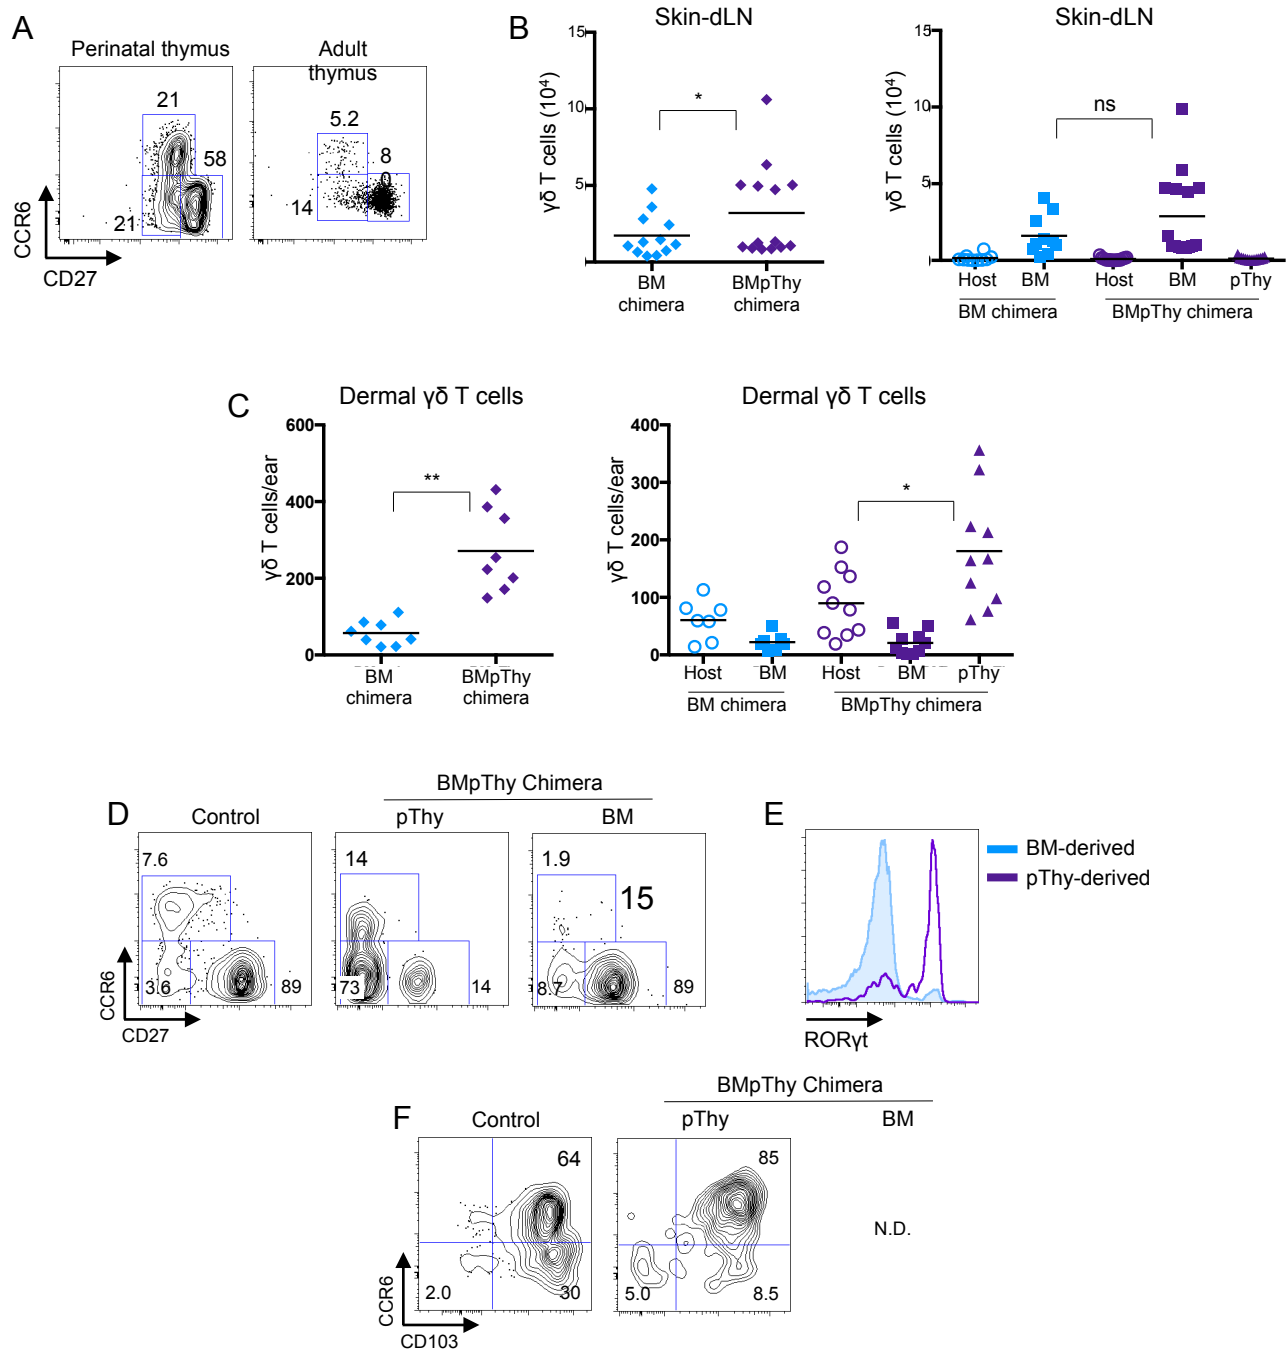 A
Perinatal thymus
Adult
thymus
21
58
21
5.2
8
0
14
CCR6
CD27
B
Skin-dLN
γδ T cells (10⁴)
15
10
5
*
BM
chimera
BMpThy
chimera
Skin-dLN
γδ T cells (10⁴)
15
10
5
ns
Host
BM
Host
BM
pThy
BM chimera
BMpThy chimera
C
Dermal γδ T cells
γδ T cells/ear
600
400
200
0
**
BM
chimera
BMpThy
chimera
Dermal γδ T cells
γδ T cells/ear
400
300
200
100
0
*
Host
BM
Host
BM
pThy
BM chimera
BMpThy chimera
D
BMpThy Chimera
Control
pThy
BM
7.6
3.6
89
14
73
14
1.9
15
8.7
89
CCR6
CD27
E
BM-derived
pThy-derived
RORγt
F
BMpThy Chimera
Control
pThy
BM
64
2.0
30
85
5.0
8.5
N.D.
CCR6
CD103